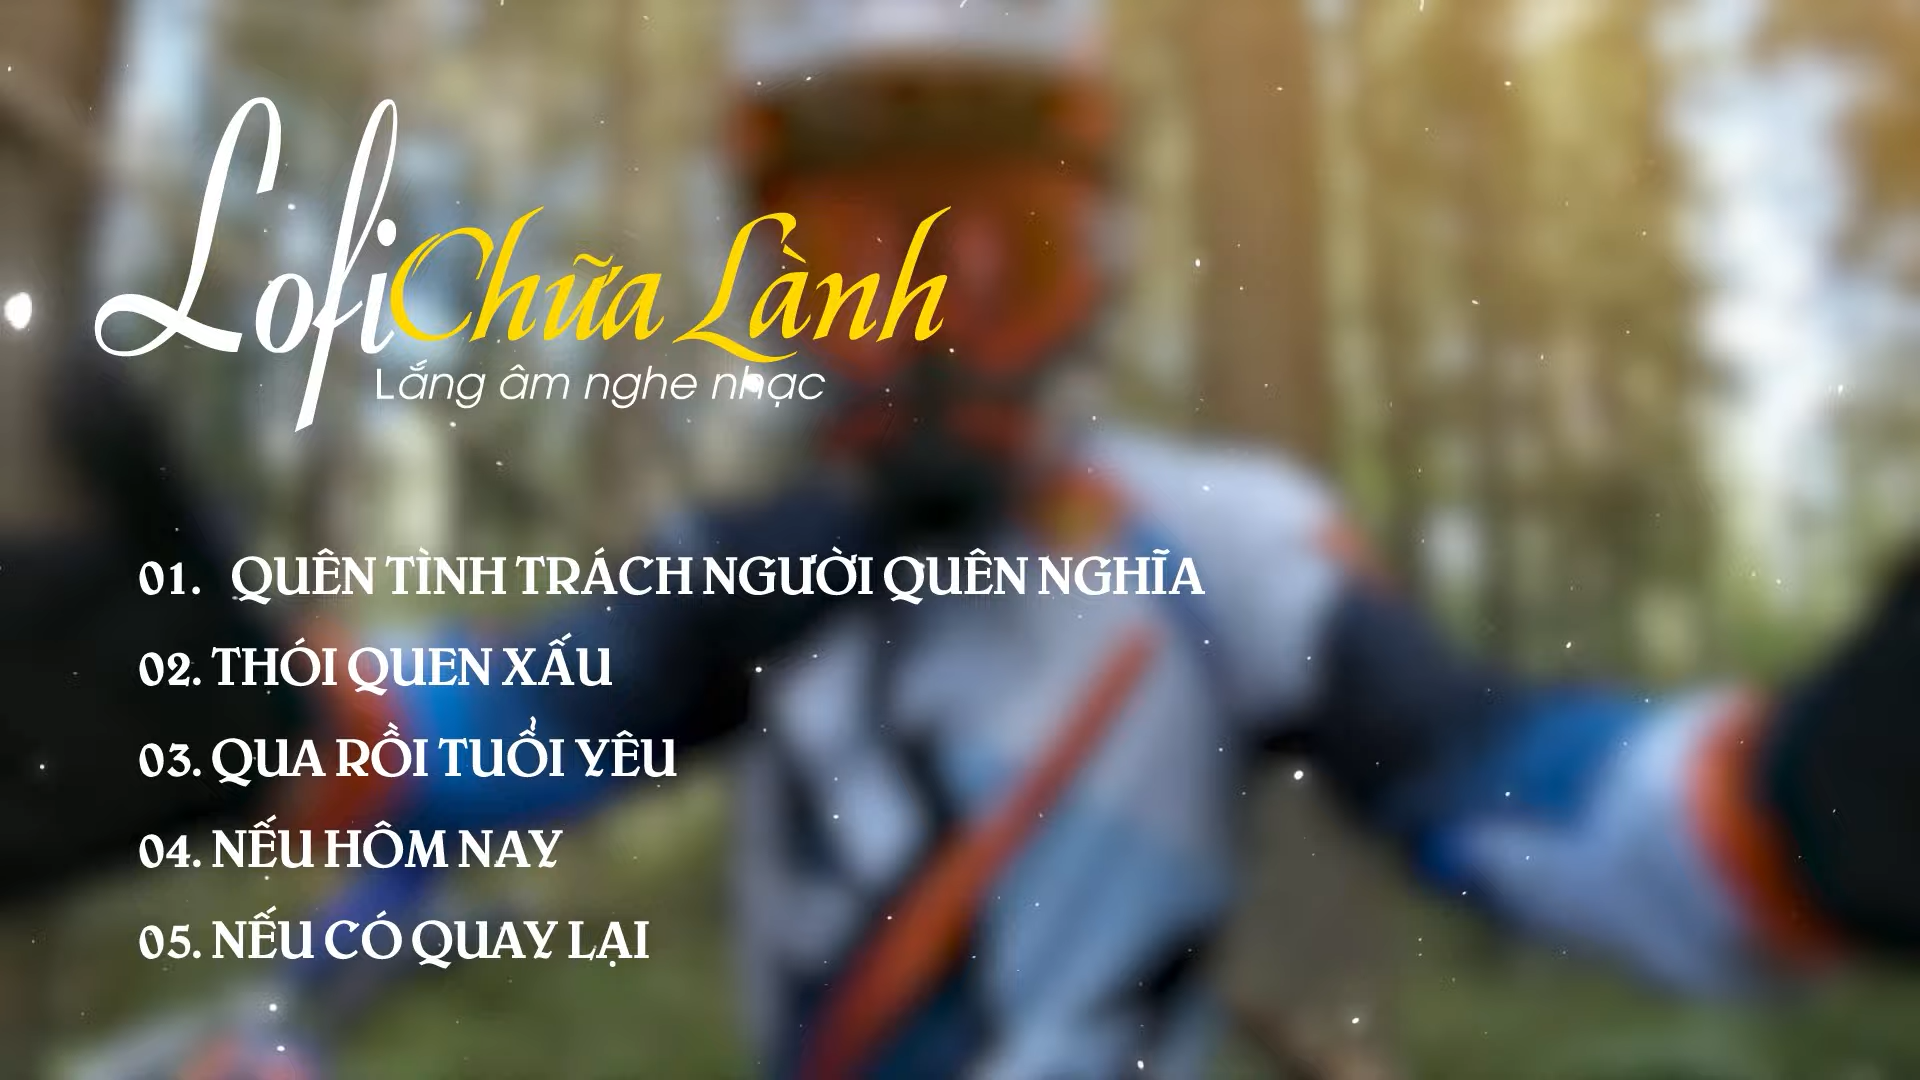 Lofi Chữa Lành
Lắng âm nghe nhạc
01. QUÊN TÌNH TRÁCH NGƯỜI QUÊN NGHĨA
02. THÓI QUEN XẤU
03. QUA RỒI TUỔI YÊU
04. NẾU HÔM NAY
05. NẾU CÓ QUAY LẠI